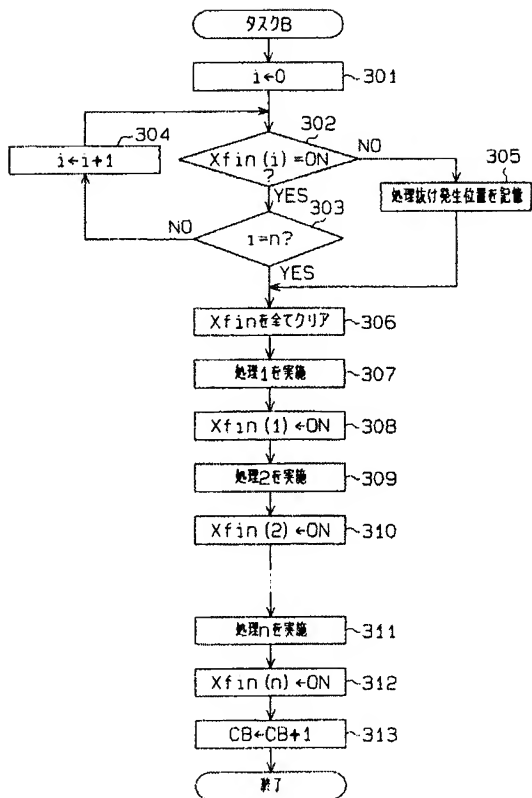 タスクB
i←0
301
304
302
i←i+1
Xfin(i)=ON
?
NO
305
処理抜け発生位置を記憶
YES
303
NO
i=n?
YES
Xfinを全てクリア
306
処理1を実施
307
Xfin(1)←ON
308
処理2を実施
309
Xfin(2)←ON
310
処理nを実施
311
Xfin(n)←ON
312
CB←CB+1
313
終了